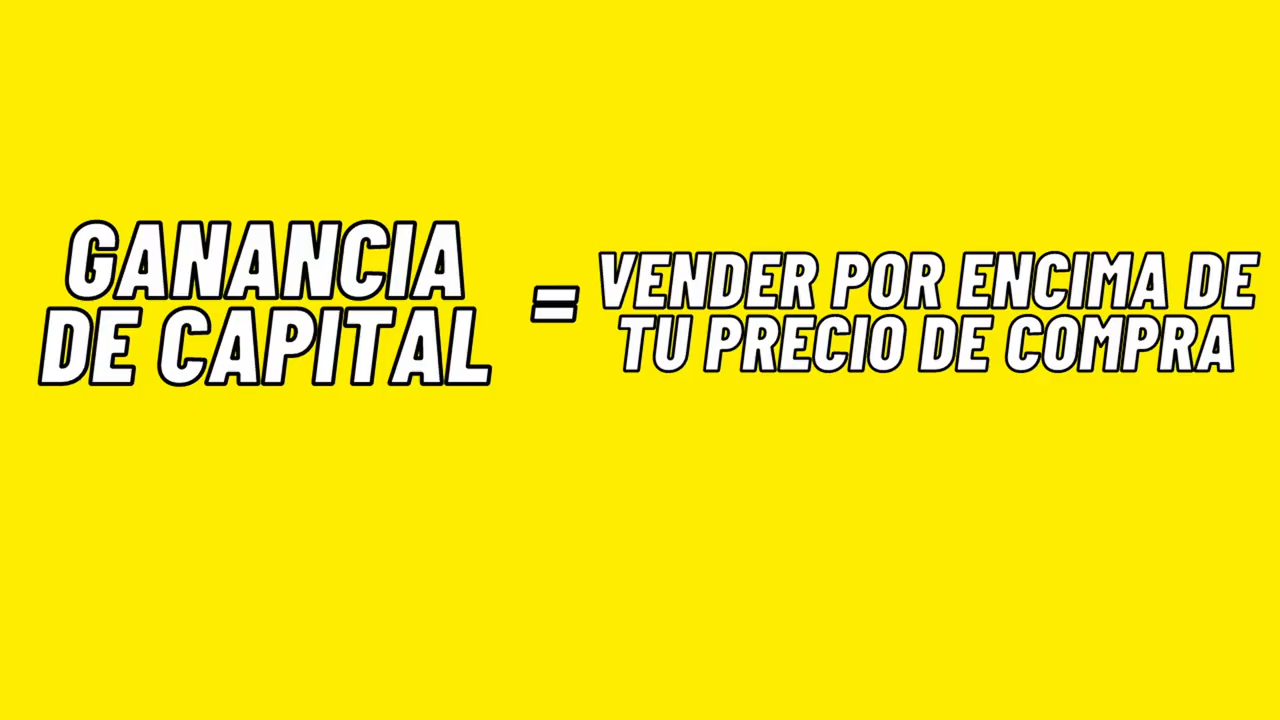 GANANCIA
DE CAPITAL
=
VENDER POR ENCIMA DE
TU PRECIO DE COMPRA